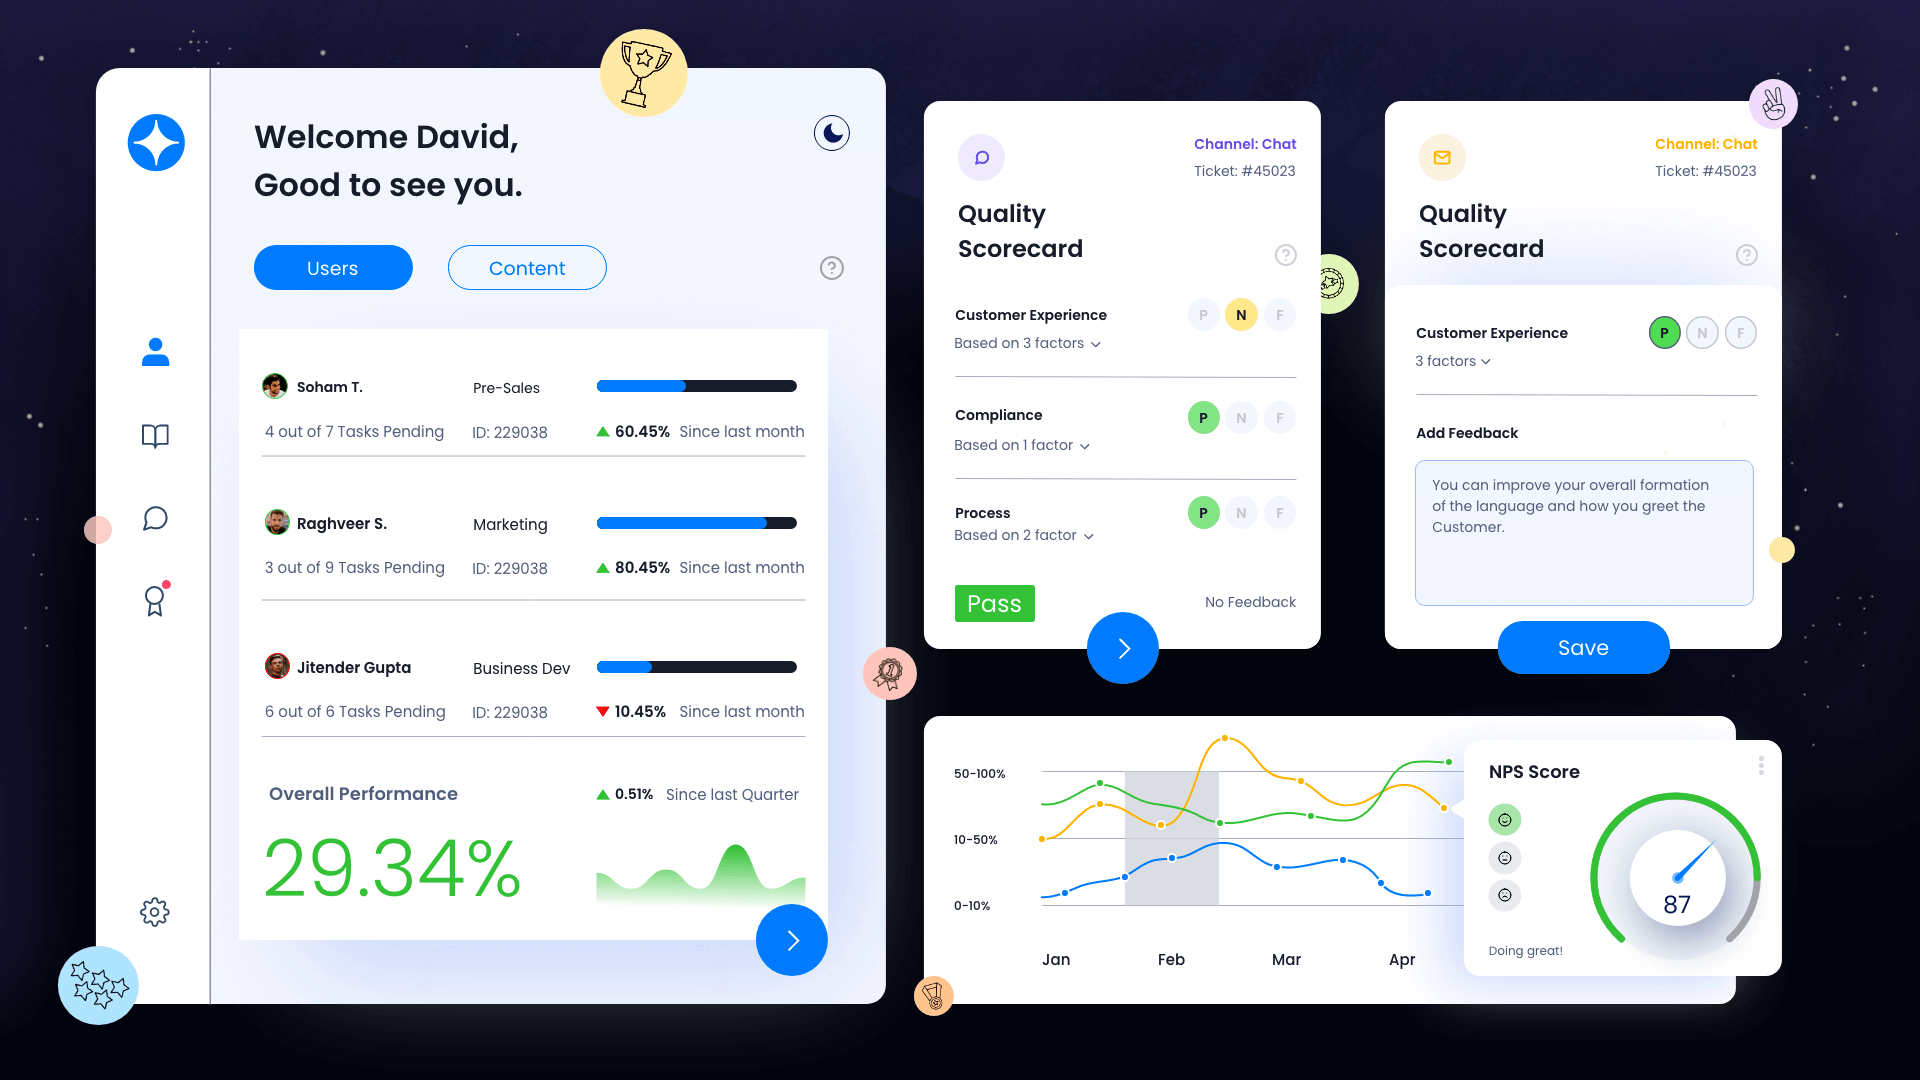 Welcome David,
Good to see you.
Users
Content
Soham T.
Pre-Sales
4 out of 7 Tasks Pending
ID: 229038
60.45% Since last month
Raghveer S.
Marketing
3 out of 9 Tasks Pending
ID: 229038
80.45% Since last month
Jitender Gupta
Business Dev
6 out of 6 Tasks Pending
ID: 229038
10.45% Since last month
Overall Performance
0.51% Since last Quarter
29.34%
Channel: Chat
Ticket: #45023
Quality
Scorecard
Customer Experience
P N F
Based on 3 factors
Compliance
P N F
Based on 1 factor
Process
P N F
Based on 2 factor
Pass
No Feedback
Channel: Chat
Ticket: #45023
Quality
Scorecard
Customer Experience
P N F
3 factors
Add Feedback
You can improve your overall formation
of the language and how you greet the
Customer.
Save
50-100%
10-50%
0-10%
Jan Feb Mar Apr
NPS Score
87
Doing great!